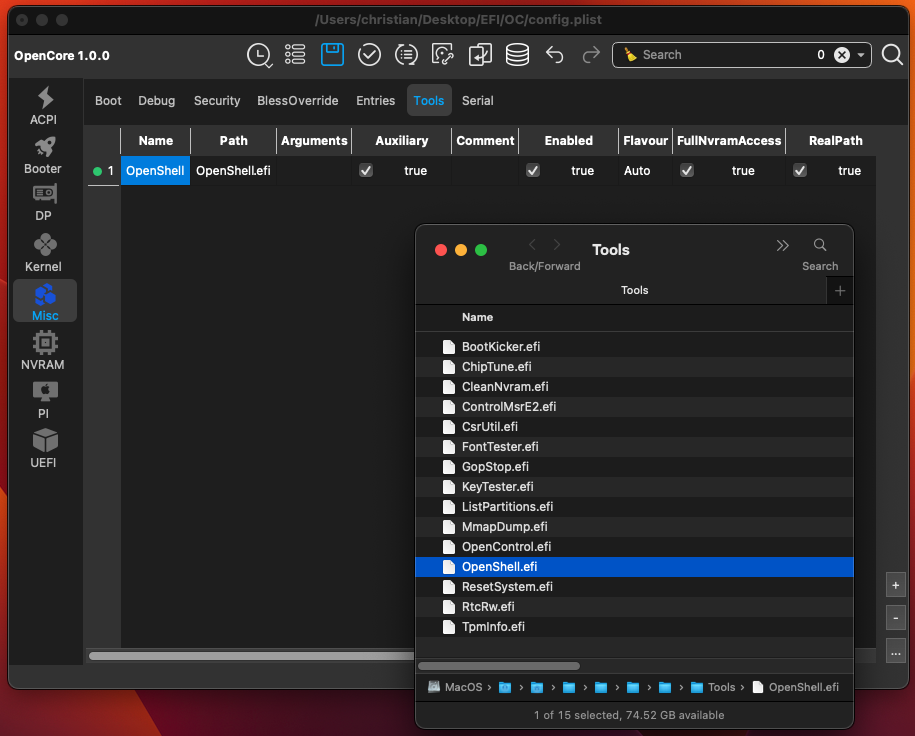 /Users/christian/Desktop/EFI/OC/config.plist
OpenCore 1.0.0
Search
0
ACPI
Booter
DP
Kernel
Misc
NVRAM
PI
UEFI
Boot Debug Security BlessOverride Entries Tools Serial
Name Path Arguments Auxiliary Comment Enabled Flavour FullNvramAccess RealPath
1 OpenShell OpenShell.efi true true Auto true true
+
-
...
Tools
Back/Forward
Search
Tools
+
Name
BootKicker.efi
ChipTune.efi
CleanNvram.efi
ControlMsrE2.efi
CsrUtil.efi
FontTester.efi
GopStop.efi
KeyTester.efi
ListPartitions.efi
MmapDump.efi
OpenControl.efi
OpenShell.efi
ResetSystem.efi
RtcRw.efi
TpmInfo.efi
MacOS › › › › › › › Tools › OpenShell.efi
1 of 15 selected, 74.52 GB available